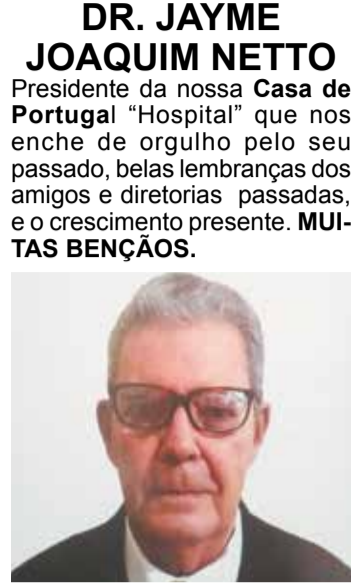 DR. JAYME
JOAQUIM NETTO
Presidente da nossa Casa de
Portugal “Hospital” que nos
enche de orgulho pelo seu
passado, belas lembranças dos
amigos e diretorias passadas,
e o crescimento presente. MUI-
TAS BENÇÃOS.